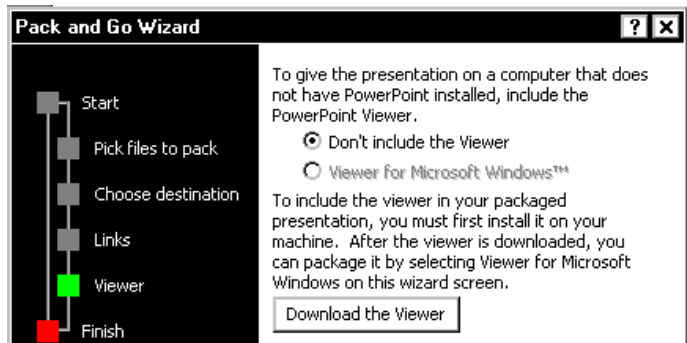 Pack and Go Wizard
Start
Pick files to pack
Choose destination
Links
Viewer
Finish
To give the presentation on a computer that does
not have PowerPoint installed, include the
PowerPoint Viewer.
Don't include the Viewer
Viewer for Microsoft Windows™
To include the viewer in your packaged
presentation, you must first install it on your
machine.  After the viewer is downloaded, you
can package it by selecting Viewer for Microsoft
Windows on this wizard screen.
Download the Viewer